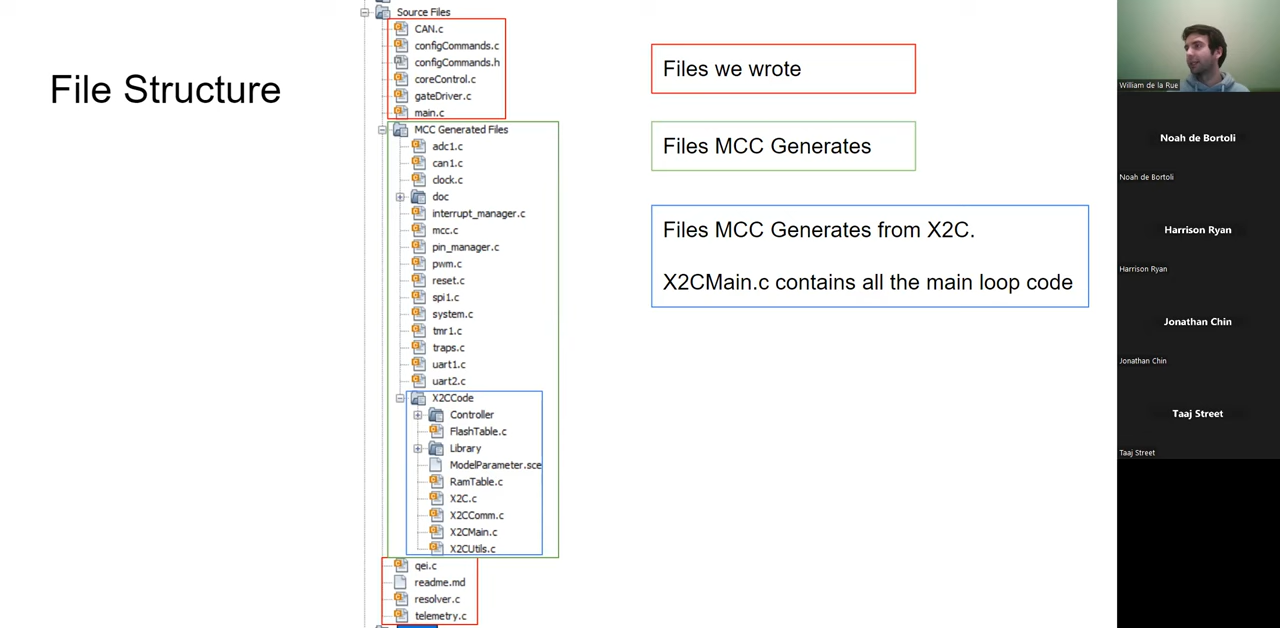 File Structure
Source Files
CAN.c
configCommands.c
configCommands.h
coreControl.c
gateDriver.c
main.c
MCC Generated Files
adc1.c
can1.c
clock.c
doc
interrupt_manager.c
mcc.c
pin_manager.c
pwm.c
reset.c
spi1.c
system.c
tmr1.c
traps.c
uart1.c
uart2.c
X2CCode
Controller
FlashTable.c
Library
ModelParameter.sce
RamTable.c
X2C.c
X2CComm.c
X2CMain.c
X2CUtils.c
qei.c
readme.md
resolver.c
telemetry.c
Files we wrote
Files MCC Generates
Files MCC Generates from X2C.
X2CMain.c contains all the main loop code
William de la Rue
Noah de Bortoli
Noah de Bortoli
Harrison Ryan
Harrison Ryan
Jonathan Chin
Jonathan Chin
Taaj Street
Taaj Street